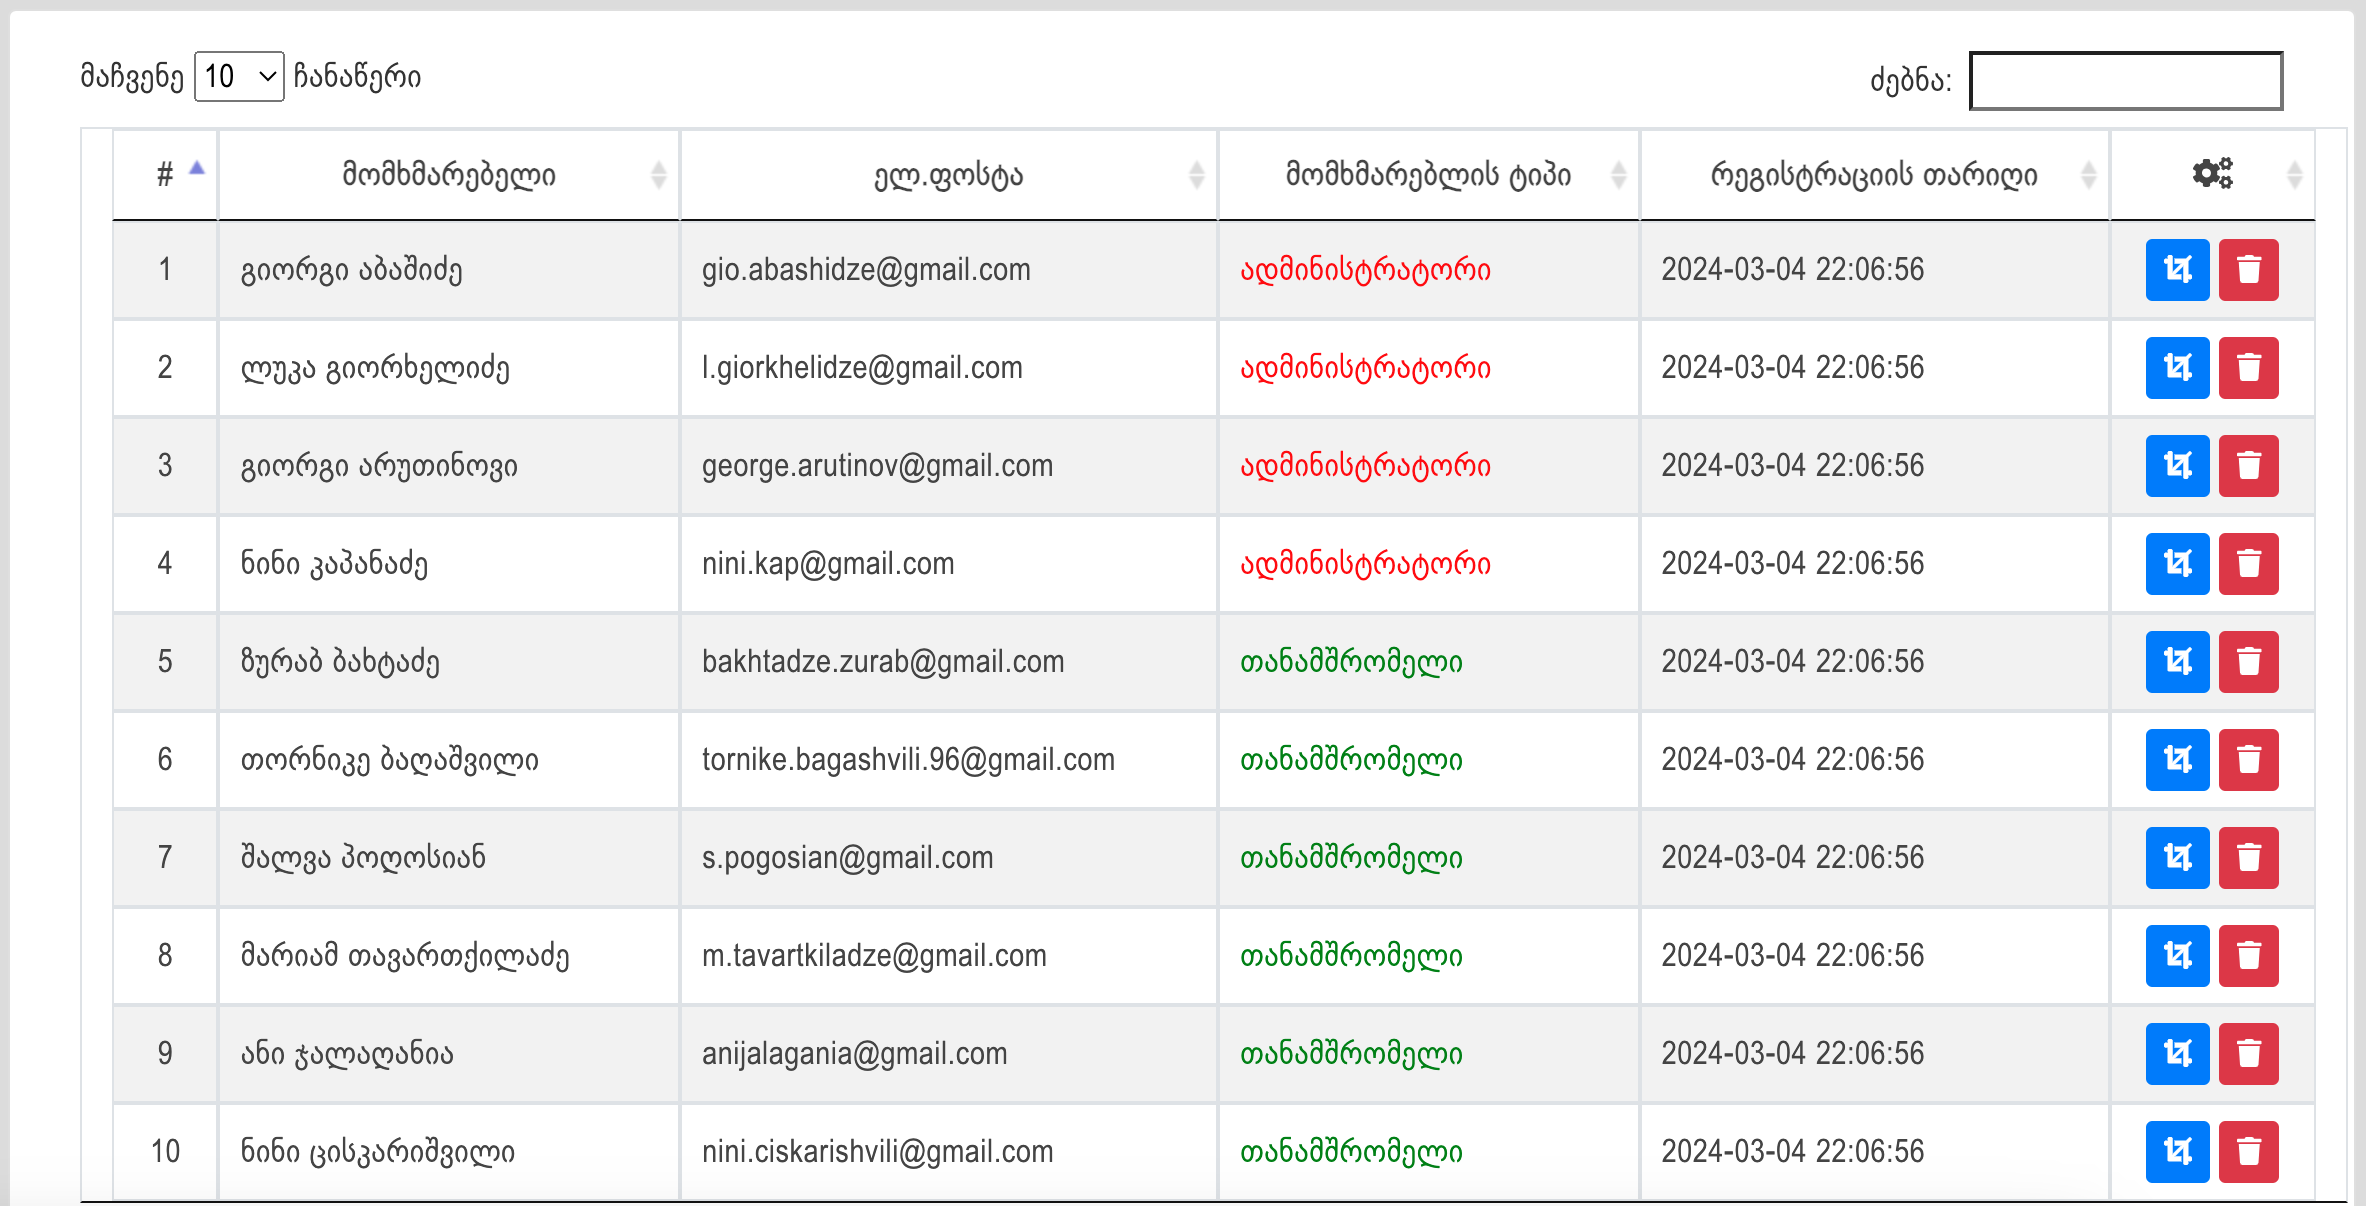 მაჩვენე 10 ჩანაწერი ძებნა:
# მომხმარებელი ელ.ფოსტა მომხმარებლის ტიპი რეგისტრაციის თარიღი
1 გიორგი აბაშიძე gio.abashidze@gmail.com ადმინისტრატორი 2024-03-04 22:06:56
2 ლუკა გიორხელიძე l.giorkhelidze@gmail.com ადმინისტრატორი 2024-03-04 22:06:56
3 გიორგი არუთინოვი george.arutinov@gmail.com ადმინისტრატორი 2024-03-04 22:06:56
4 ნინი კაპანაძე nini.kap@gmail.com ადმინისტრატორი 2024-03-04 22:06:56
5 ზურაბ ბახტაძე bakhtadze.zurab@gmail.com თანამშრომელი 2024-03-04 22:06:56
6 თორნიკე ბაღაშვილი tornike.bagashvili.96@gmail.com თანამშრომელი 2024-03-04 22:06:56
7 შალვა პოღოსიან s.pogosian@gmail.com თანამშრომელი 2024-03-04 22:06:56
8 მარიამ თავართქილაძე m.tavartkiladze@gmail.com თანამშრომელი 2024-03-04 22:06:56
9 ანი ჯალაღანია anijalagania@gmail.com თანამშრომელი 2024-03-04 22:06:56
10 ნინი ცისკარიშვილი nini.ciskarishvili@gmail.com თანამშრომელი 2024-03-04 22:06:56